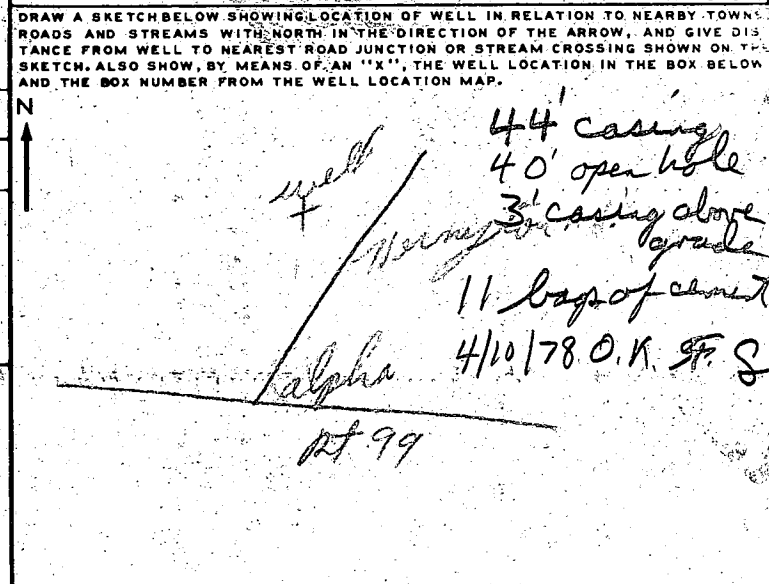 DRAW A SKETCH BELOW SHOWING LOCATION OF WELL IN RELATION TO NEARBY TOWNS
ROADS AND STREAMS WITH NORTH IN THE DIRECTION OF THE ARROW, AND GIVE DIS
TANCE FROM WELL TO NEAREST ROAD JUNCTION OR STREAM CROSSING SHOWN ON THE
SKETCH. ALSO SHOW, BY MEANS OF AN "X", THE WELL LOCATION IN THE BOX BELOW
AND THE BOX NUMBER FROM THE WELL LOCATION MAP.
N
44' casing
40' open hole
3' casing above
grade
11 bags of cement
4/10/78 O.K.
well
alpha
Rt 99